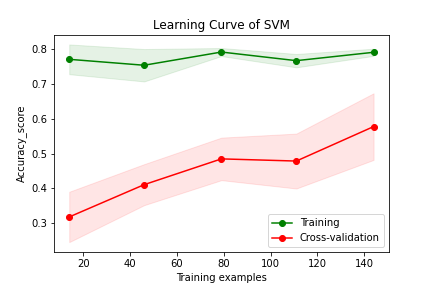 Learning Curve of SVM
Accuracy_score
0.8
0.7
0.6
0.5
0.4
0.3
20 40 60 80 100 120 140
Training examples
Training
Cross-validation